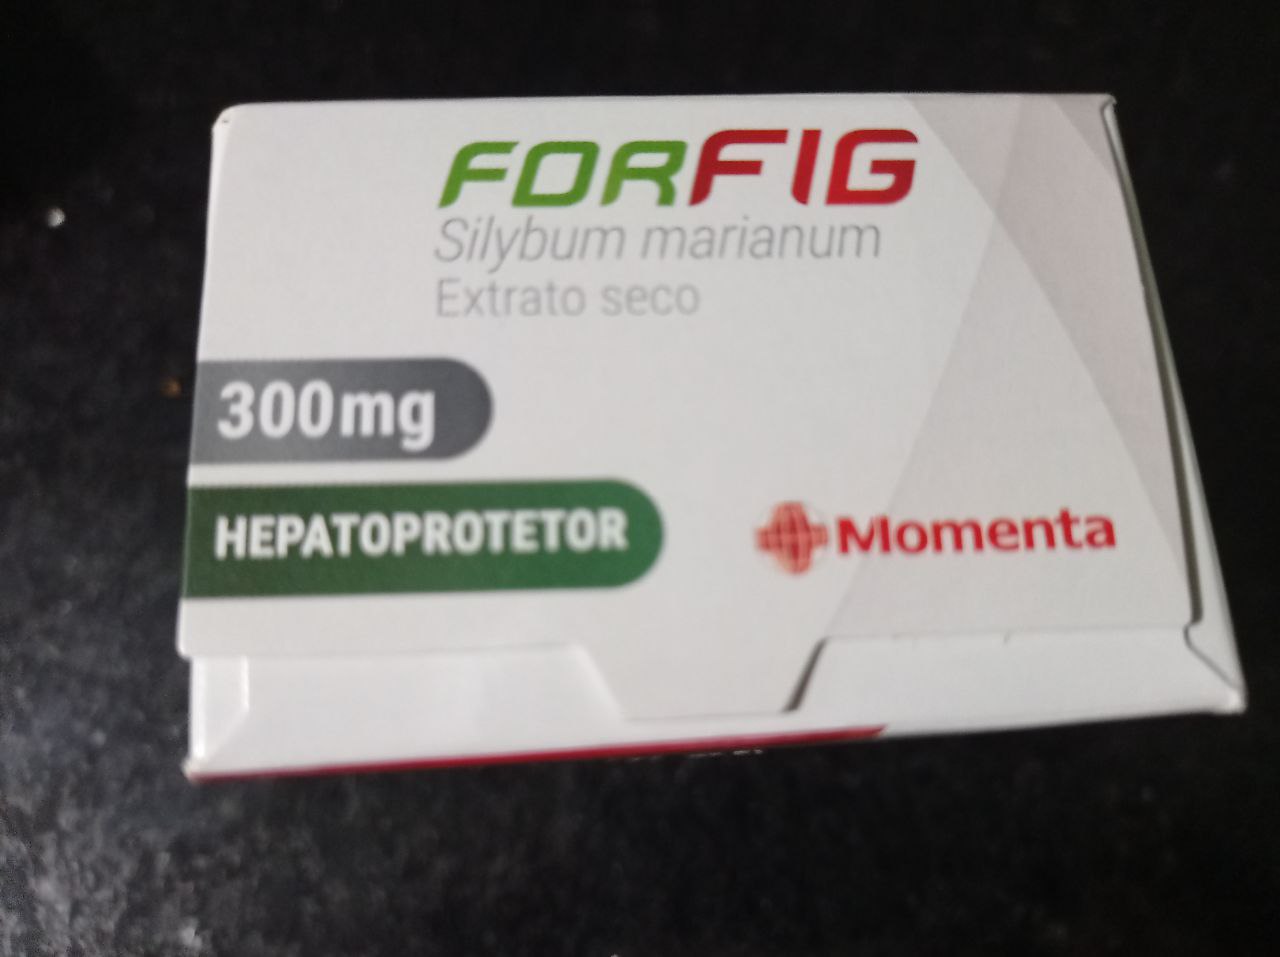 FORFIG
Silybum marianum
Extrato seco
300mg
HEPATOPROTETOR
Momenta